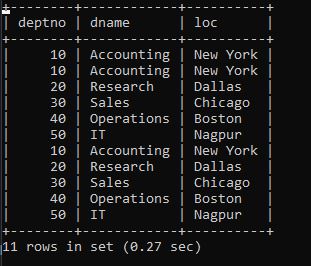 +--------+------------+----------+
| deptno | dname      | loc      |
+--------+------------+----------+
|     10 | Accounting | New York |
|     10 | Accounting | New York |
|     20 | Research   | Dallas   |
|     30 | Sales      | Chicago  |
|     40 | Operations | Boston   |
|     50 | IT         | Nagpur   |
|     10 | Accounting | New York |
|     20 | Research   | Dallas   |
|     30 | Sales      | Chicago  |
|     40 | Operations | Boston   |
|     50 | IT         | Nagpur   |
+--------+------------+----------+
11 rows in set (0.27 sec)